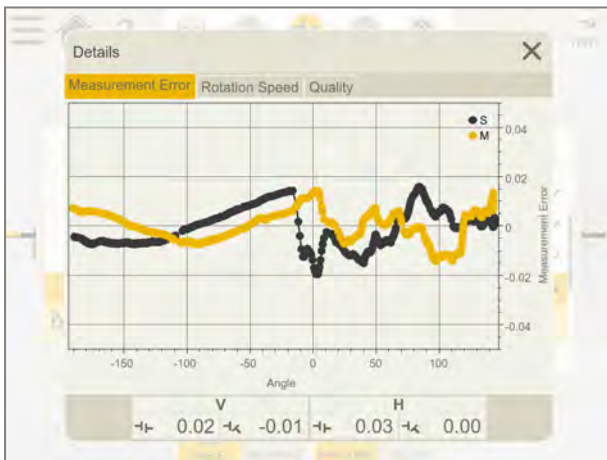 Details
Measurement Error Rotation Speed Quality
S
M
0.04
0.02
0
-0.02
-0.04
Measurement Error
-150 -100 -50 0 50 100
Angle
V H
0.02 -0.01 0.03 0.00